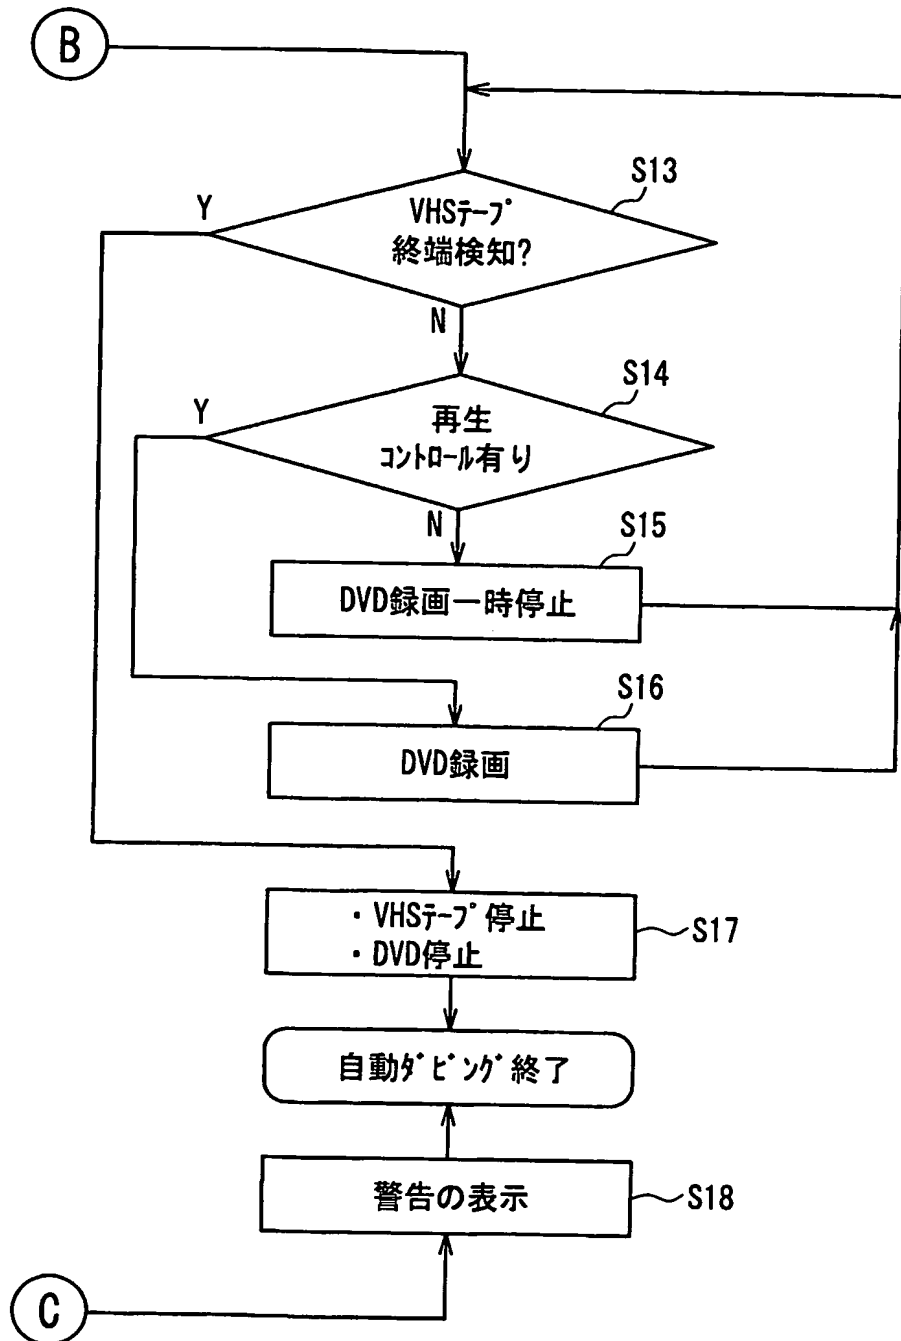 B
S13
Y
VHSﾃｰﾌﾟ
終端検知?
N
S14
Y
再生
ｺﾝﾄﾛｰﾙ有り
N
S15
DVD録画一時停止
S16
DVD録画
・VHSﾃｰﾌﾟ停止
・DVD停止
S17
自動ﾀﾞﾋﾞﾝｸﾞ終了
警告の表示
S18
C